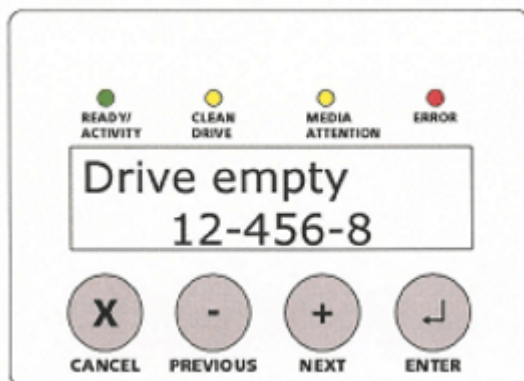 READY/
ACTIVITY
CLEAN
DRIVE
MEDIA
ATTENTION
ERROR
Drive empty
12-456-8
X
-
+
CANCEL
PREVIOUS
NEXT
ENTER